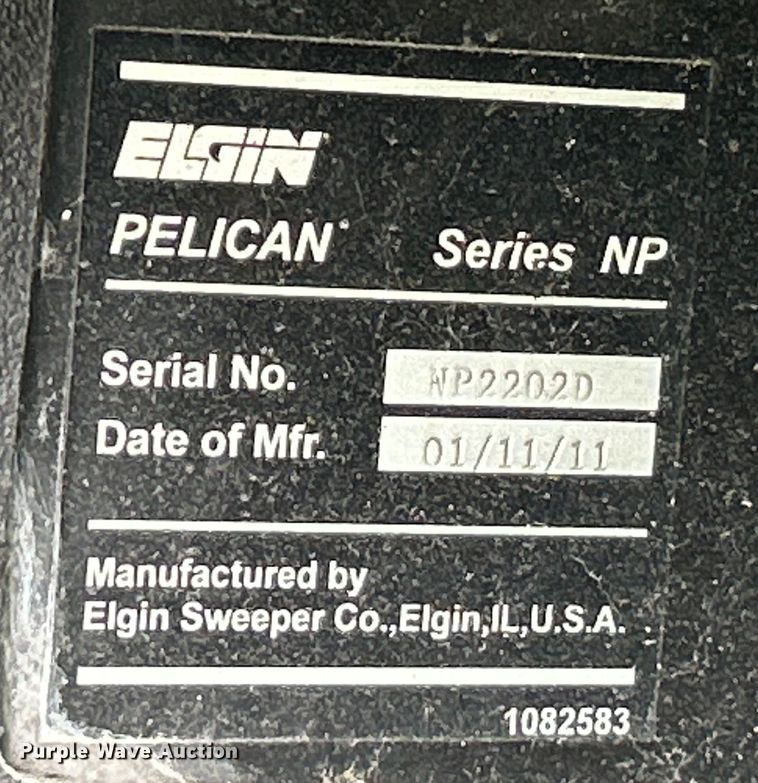 ELGIN
PELICAN® Series NP
Serial No. NP2202D
Date of Mfr. 01/11/11
Manufactured by
Elgin Sweeper Co.,Elgin,IL,U.S.A.
1082583
Purple Wave Auction